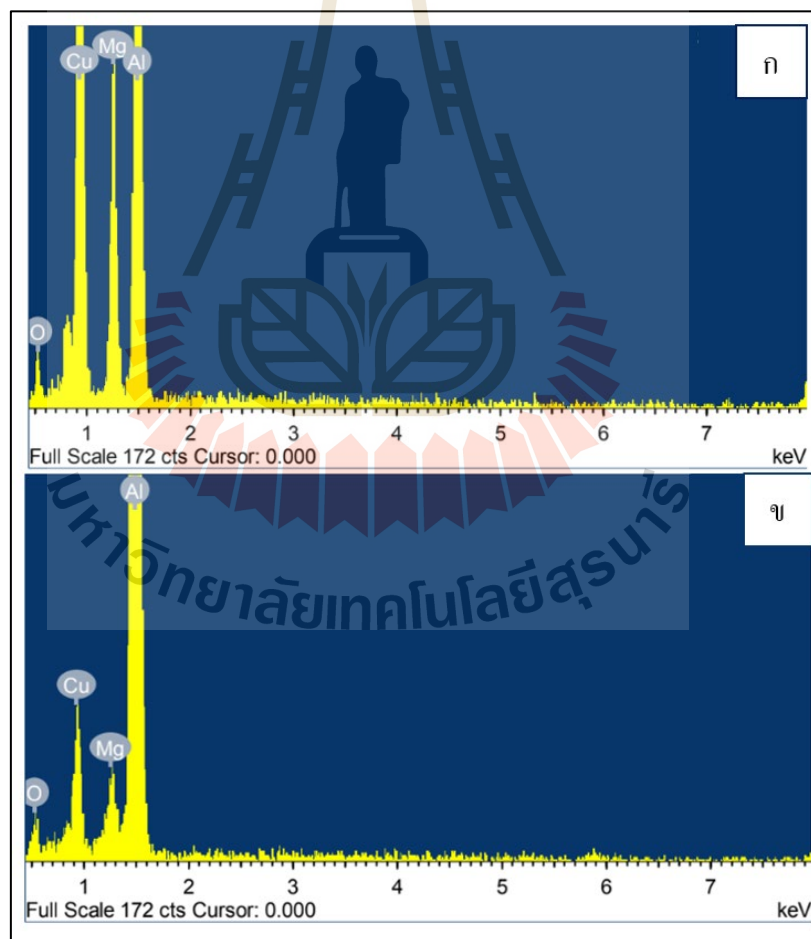 Cu Mg Al
ก
O
1 2 3 4 5 6 7
Full Scale 172 cts Cursor: 0.000 keV
Al
ข
มหาวิทยาลัยเทคโนโลยีสุรนารี
Cu
Mg
O
1 2 3 4 5 6 7
Full Scale 172 cts Cursor: 0.000 keV